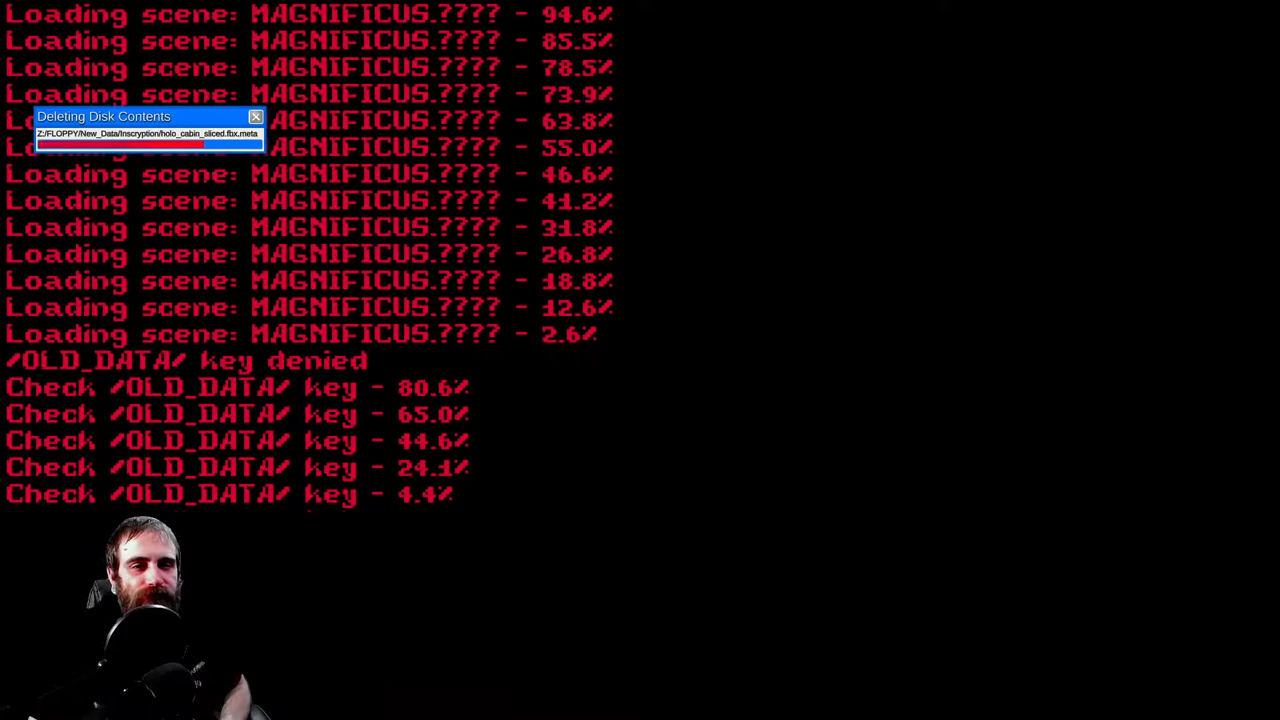 Loading scene: MAGNIFICUS.???? - 94.6%
Loading scene: MAGNIFICUS.???? - 85.5%
Loading scene: MAGNIFICUS.???? - 78.5%
Loading scene: MAGNIFICUS.???? - 73.9%
Deleting Disk Contents
Z:/FLOPPY/New_Data/Inscryption/holo_cabin_sliced.fbx.meta
MAGNIFICUS.???? - 63.8%
MAGNIFICUS.???? - 55.0%
Loading scene: MAGNIFICUS.???? - 46.6%
Loading scene: MAGNIFICUS.???? - 41.2%
Loading scene: MAGNIFICUS.???? - 31.8%
Loading scene: MAGNIFICUS.???? - 26.8%
Loading scene: MAGNIFICUS.???? - 18.8%
Loading scene: MAGNIFICUS.???? - 12.6%
Loading scene: MAGNIFICUS.???? - 2.6%
/OLD_DATA/ key denied
Check /OLD_DATA/ key - 80.6%
Check /OLD_DATA/ key - 65.0%
Check /OLD_DATA/ key - 44.6%
Check /OLD_DATA/ key - 24.1%
Check /OLD_DATA/ key - 4.4%